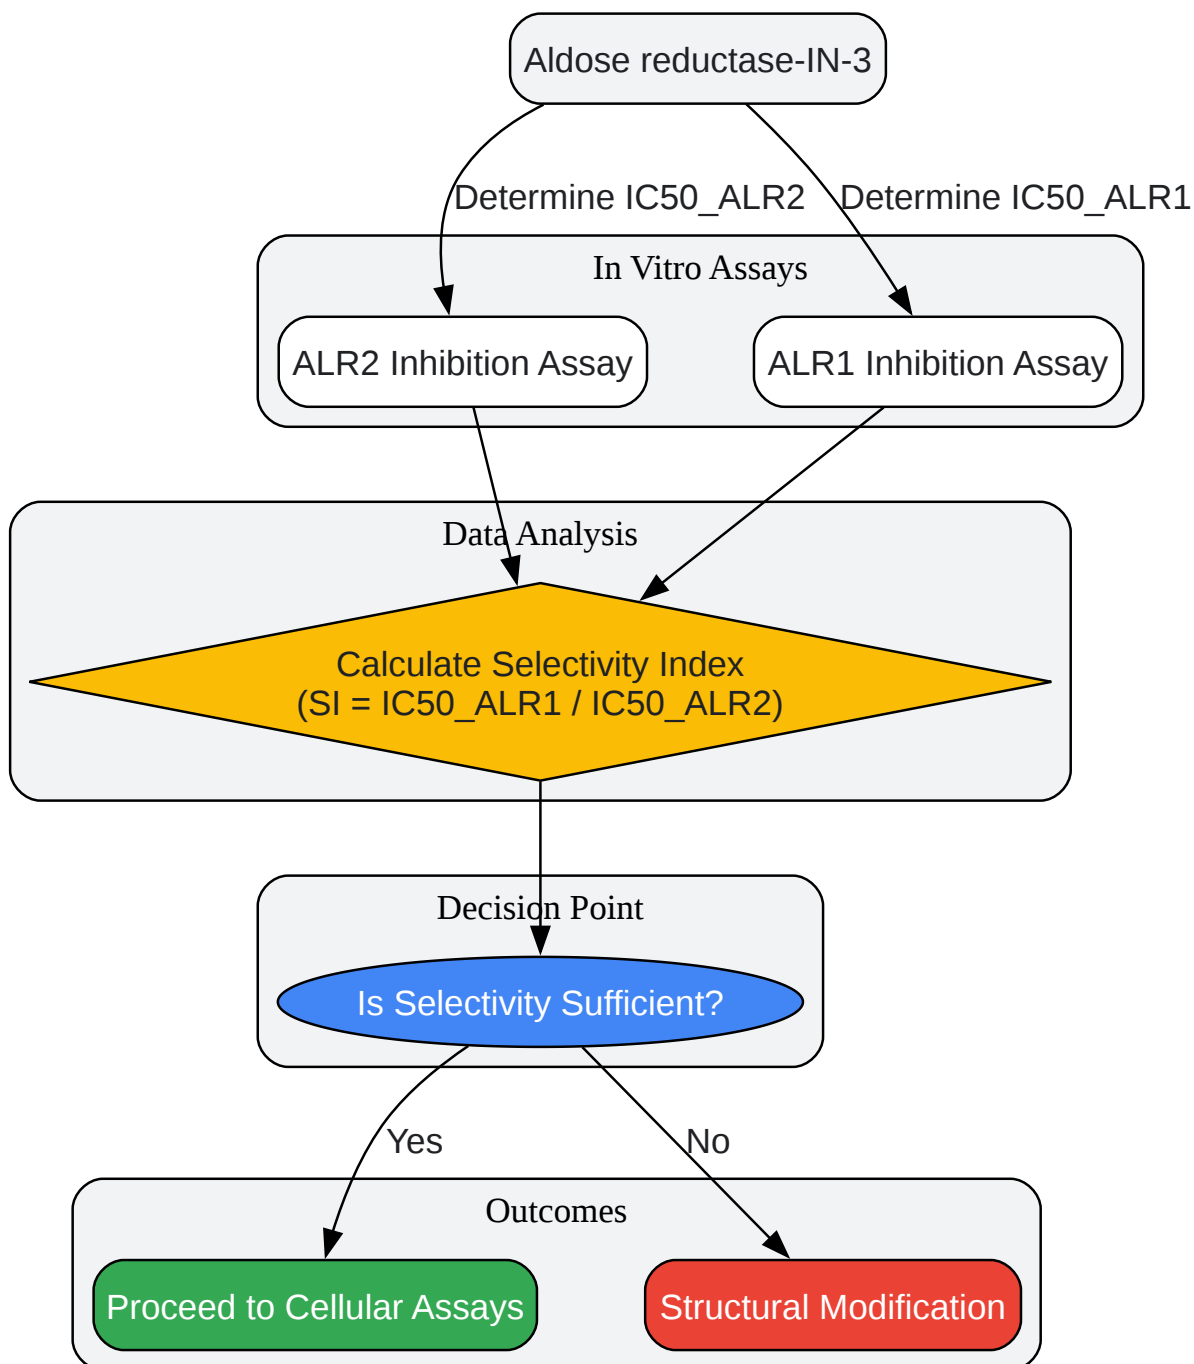 Aldose reductase-IN-3
Determine IC50_ALR2
Determine IC50_ALR1
In Vitro Assays
ALR2 Inhibition Assay
ALR1 Inhibition Assay
Data Analysis
Calculate Selectivity Index
(SI = IC50_ALR1 / IC50_ALR2)
Decision Point
Is Selectivity Sufficient?
Yes
No
Outcomes
Proceed to Cellular Assays
Structural Modification